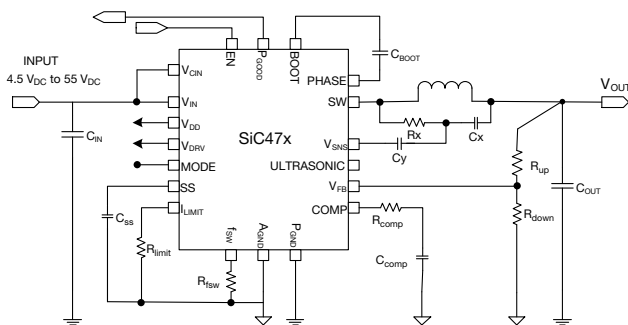 INPUT
4.5 VDC to 55 VDC
CIN
EN
PGOOD
BOOT
CBOOT
VCIN
PHASE
VIN
SW
VOUT
VDD
SiC47x
Rx
Cx
VDRV
VSNS
Cy
MODE
ULTRASONIC
Rup
SS
VFB
COUT
Css
ILIMIT
COMP
Rcomp
Rdown
Rlimit
fSW
AGND
PGND
Rfsw
Ccomp